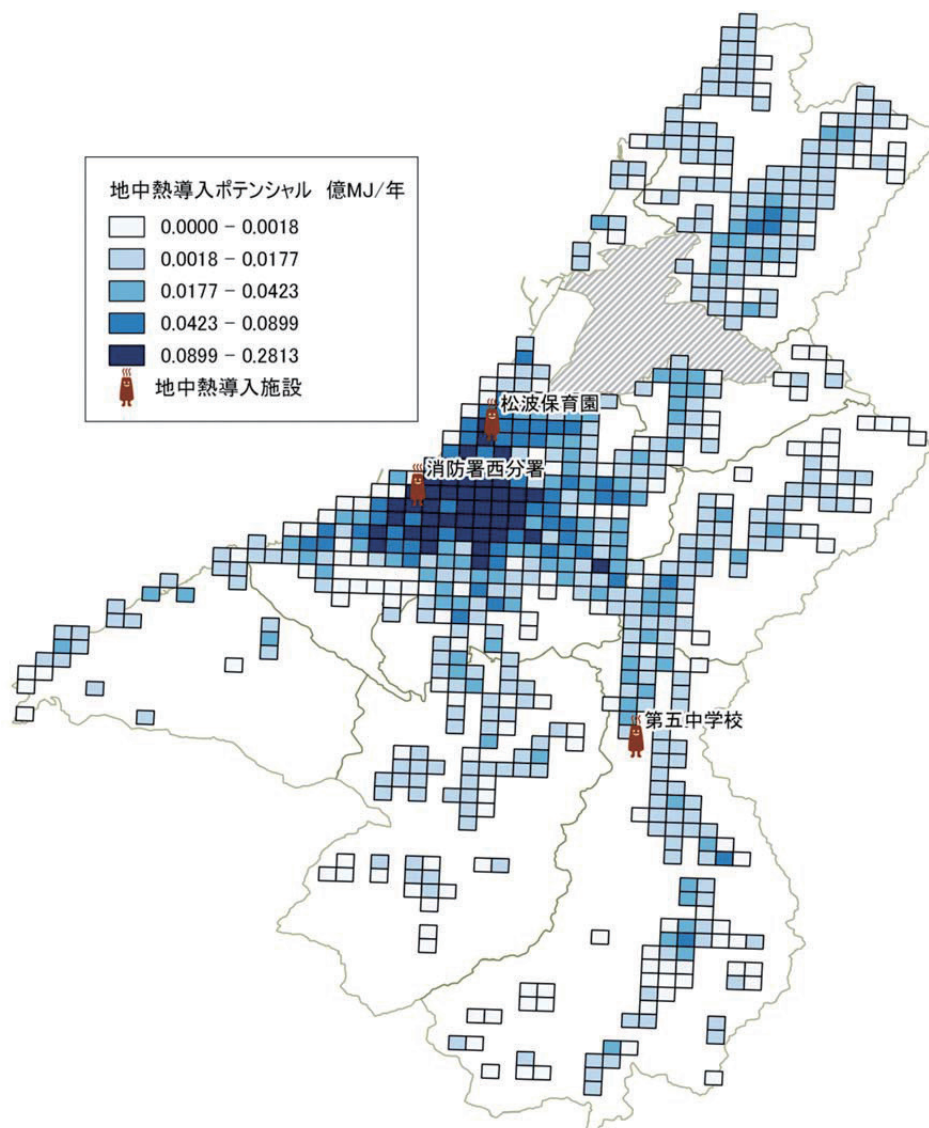 地中熱導入ポテンシャル 億MJ/年
0.0000 - 0.0018
0.0018 - 0.0177
0.0177 - 0.0423
0.0423 - 0.0899
0.0899 - 0.2813
地中熱導入施設
松波保育園
消防署西分署
第五中学校